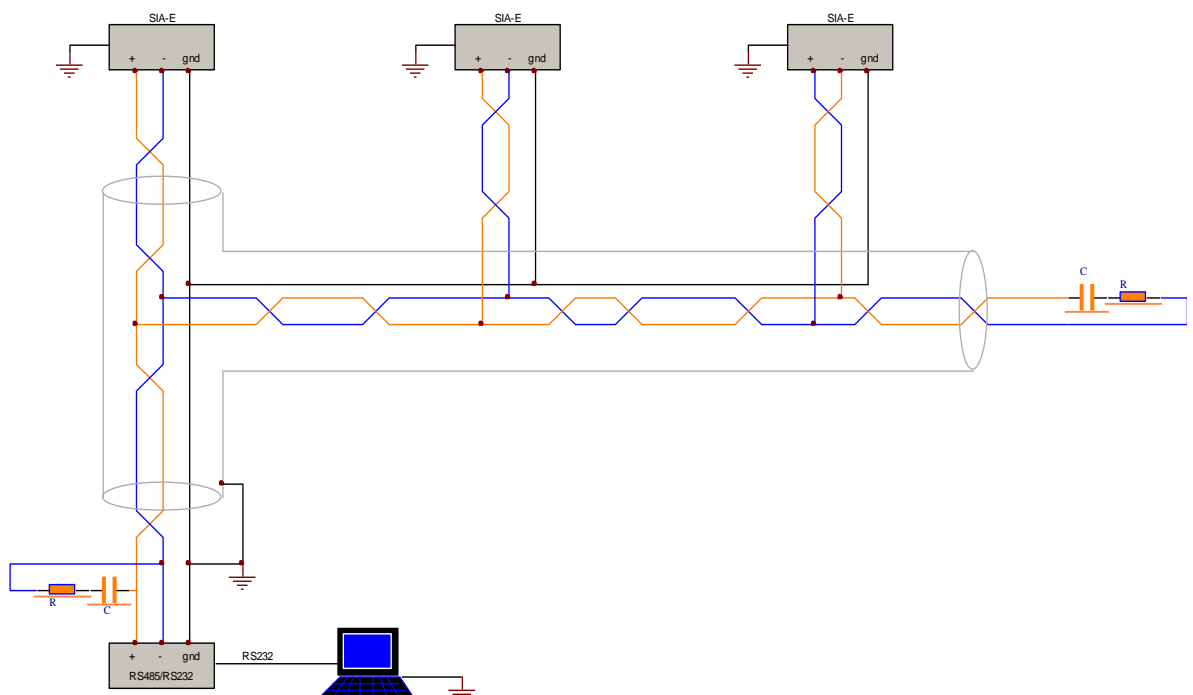 SIA-E
SIA-E
SIA-E
+ - gnd
+ - gnd
+ - gnd
C
R
R
C
+ - gnd
RS485/RS232
RS232